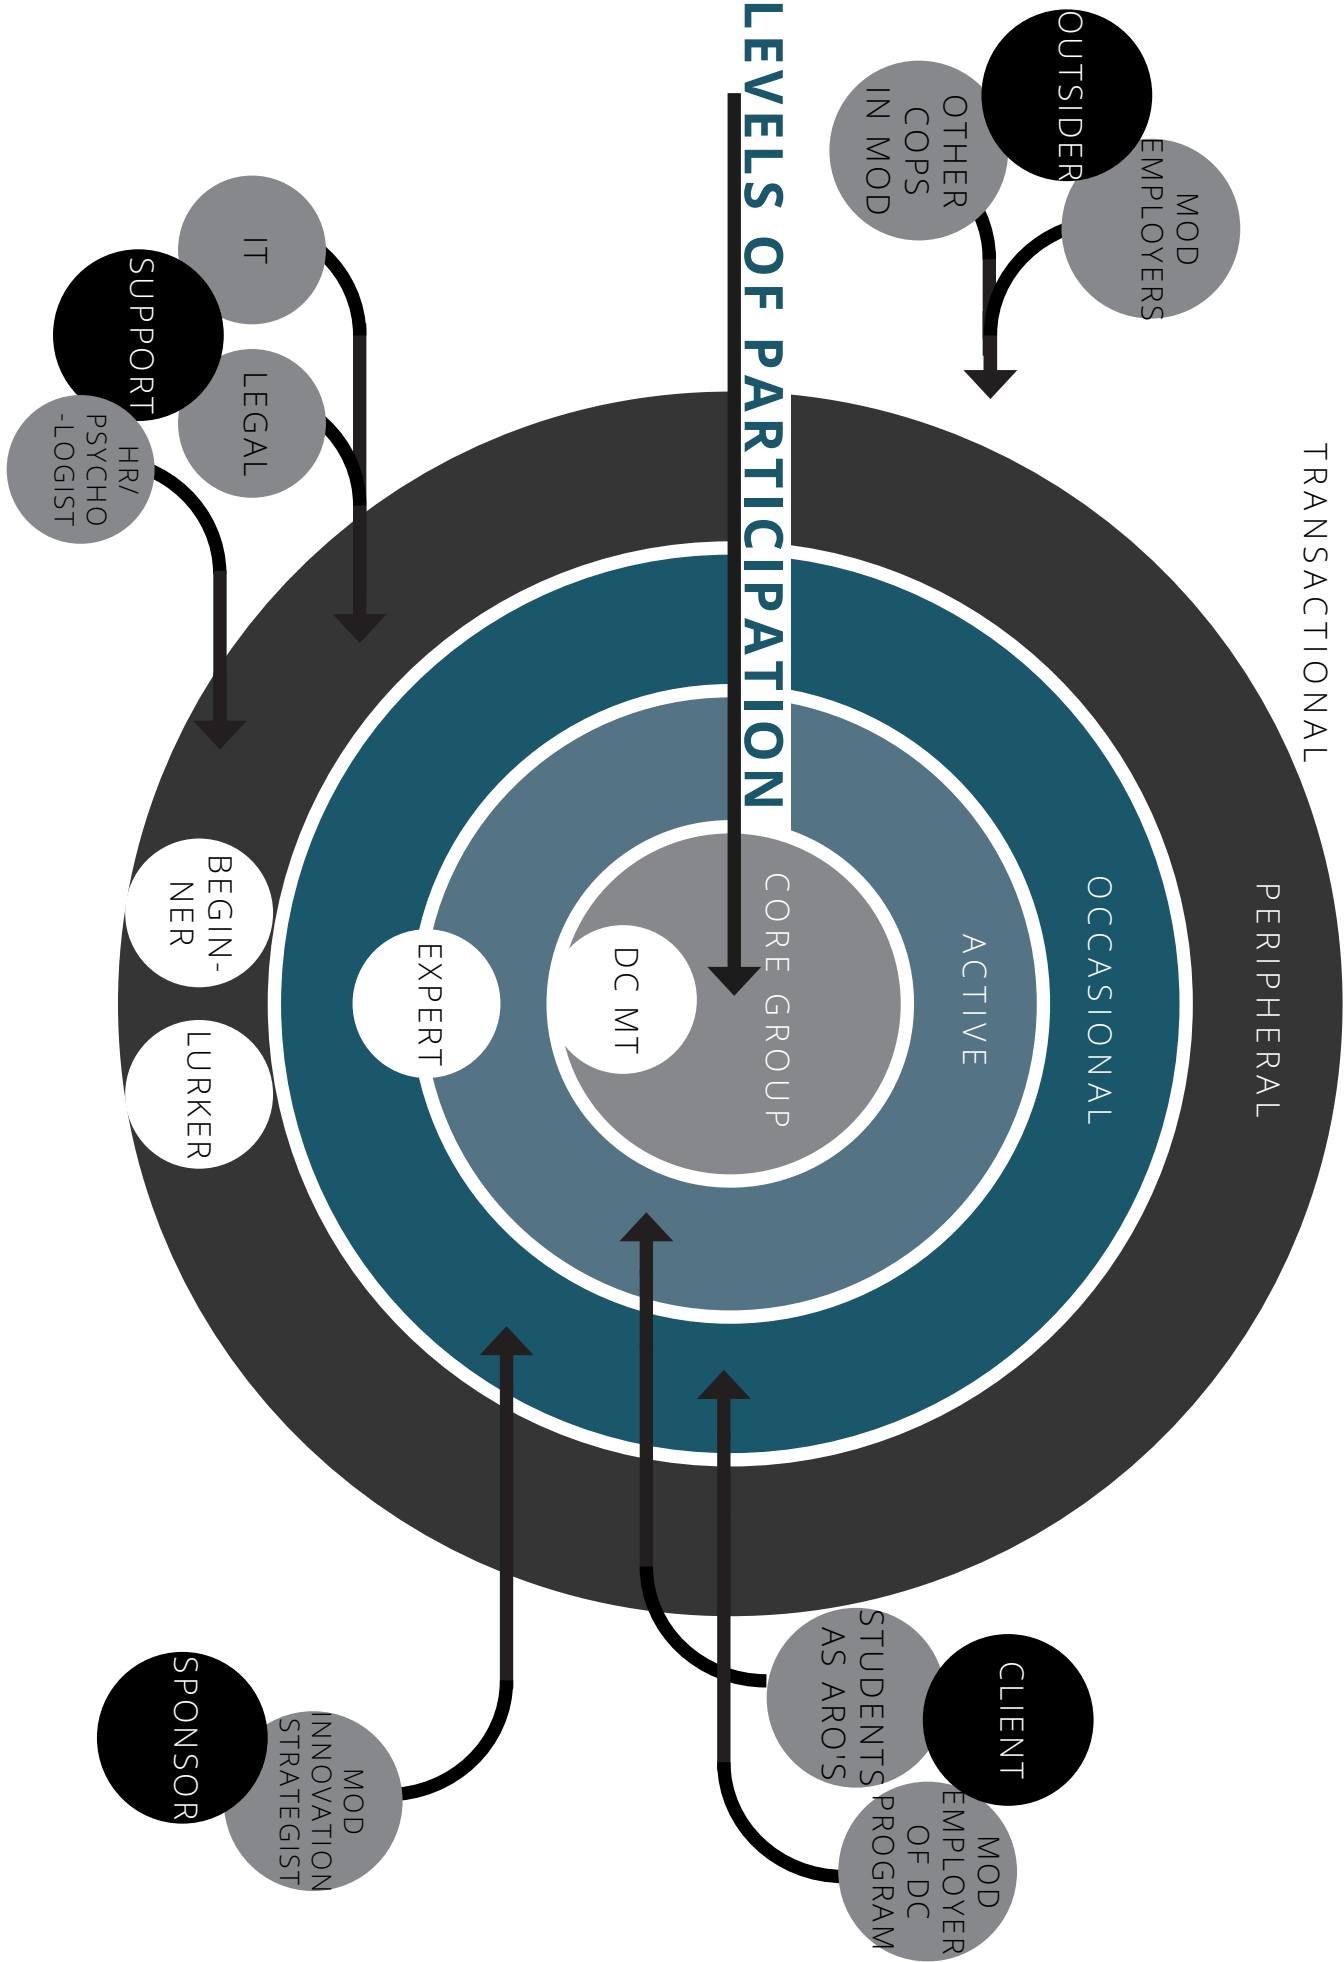 TRANSACTIONAL
PERIPHERAL
OCCASIONAL
ACTIVE
CORE GROUP
LEVELS OF PARTICIPATION
OUTSIDER
MOD
EMPLOYERS
OTHER
COPS
IN MOD
CLIENT
MOD
EMPLOYER
OF DC
PROGRAM
STUDENTS
AS ARO'S
DC MT
EXPERT
BEGIN-
NER
LURKER
IT
LEGAL
SUPPORT
HR/
PSYCHO
-LOGIST
MOD
INNOVATION
STRATEGIST
SPONSOR